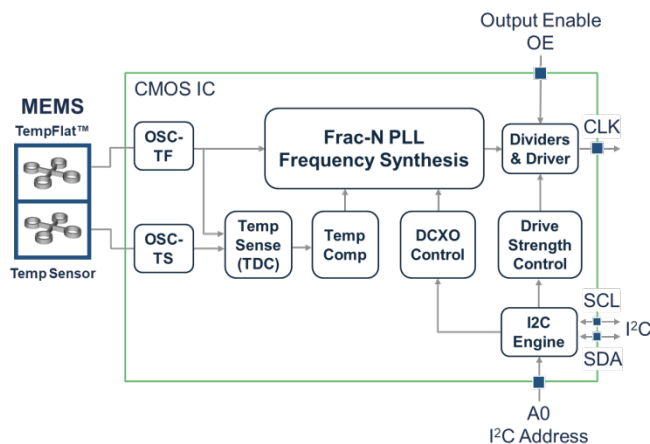 Output Enable
OE
CMOS IC
MEMS
TempFlat™
OSC-
TF
Frac-N PLL
Frequency Synthesis
Dividers
& Driver
CLK
OSC-
TS
Temp
Sense
(TDC)
Temp
Comp
DCXO
Control
Drive
Strength
Control
Temp Sensor
I2C
Engine
SCL
I²C
SDA
A0
I²C Address